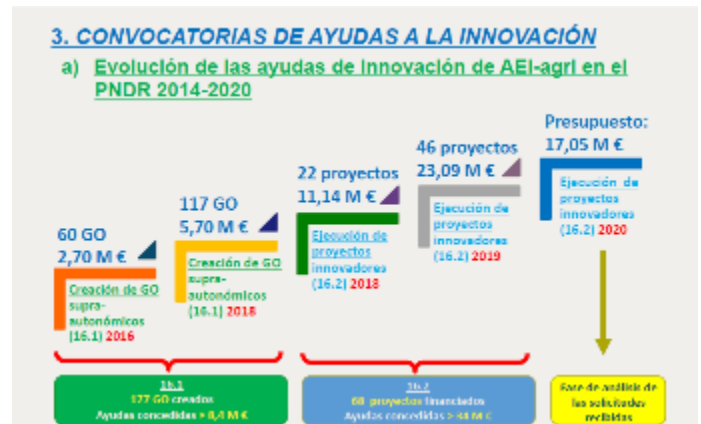 3. CONVOCATORIAS DE AYUDAS A LA INNOVACIÓN
a) Evolución de las ayudas de Innovación de AEI-agri en el
PNDR 2014-2020
Presupuesto:
17,05 M €
46 proyectos
23,09 M €
22 proyectos
11,14 M €
117 GO
5,70 M €
60 GO
2,70 M €
Creación de GO
supra-
autonómicos
(16.1) 2016
Creación de GO
supra-
autonómicos
(16.1) 2018
Ejecución de
proyectos
innovadores
(16.2) 2018
Ejecución de
proyectos
innovadores
(16.2) 2019
Ejecución de
proyectos
innovadores
(16.2) 2020
16.1
177 GO creados
Ayudas concedidas > 8,4 M €
16.2
68 proyectos financiados
Ayudas concedidas > 34 M €
Fase de análisis de
las solicitudes
recibidas